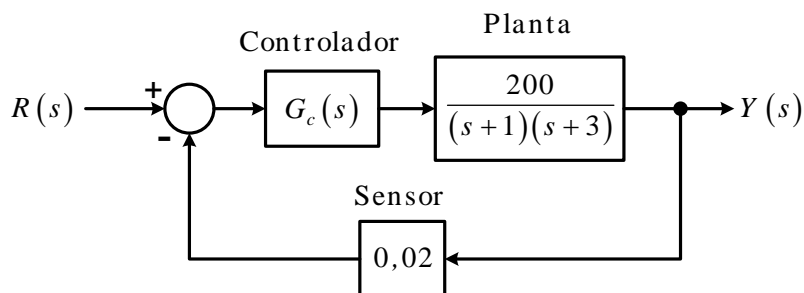 Planta
Controlador
+
R(s)
-
G_c(s)
200
(s+1)(s+3)
Y(s)
Sensor
0,02